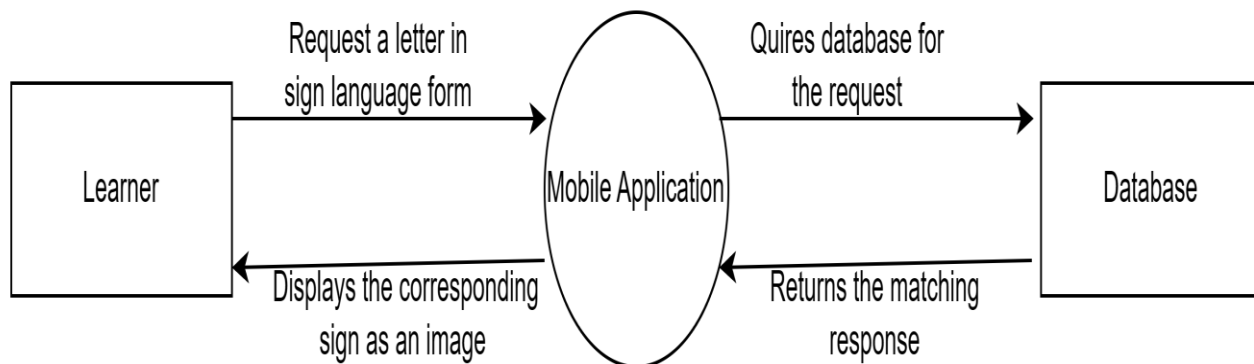 Request a letter in
sign language form
Quires database for
the request
Learner
Mobile Application
Database
Displays the corresponding
sign as an image
Returns the matching
response